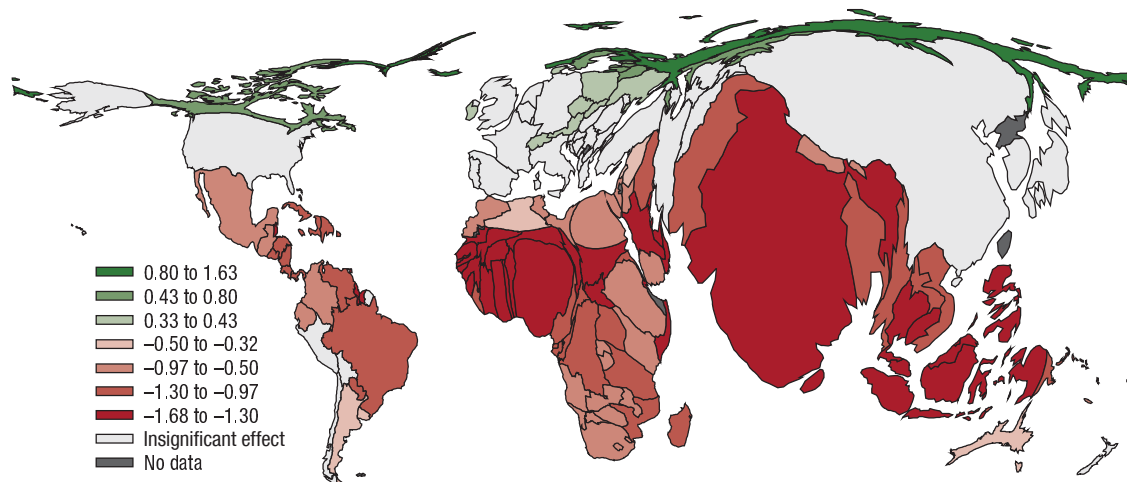 0.80 to 1.63
0.43 to 0.80
0.33 to 0.43
–0.50 to –0.32
–0.97 to –0.50
–1.30 to –0.97
–1.68 to –1.30
Insignificant effect
No data